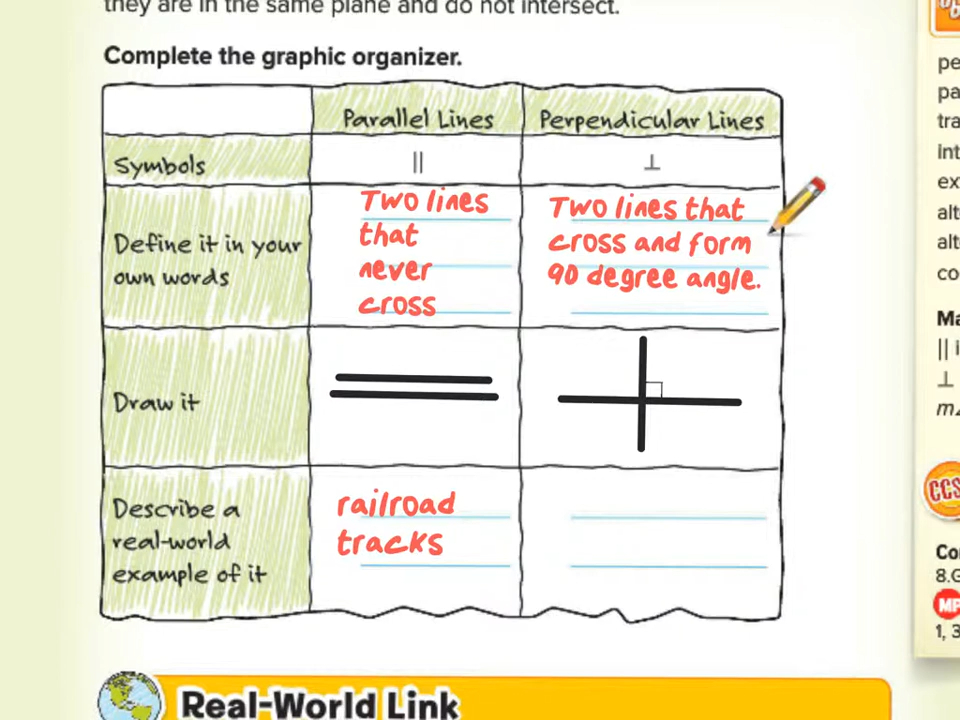 they are in the same plane and do not intersect.
Complete the graphic organizer.
Parallel Lines
Perpendicular Lines
Symbols
||
⊥
Define it in your
own words
Two lines
that
never
cross
Two lines that
cross and form
90 degree angle.
Draw it
Describe a
real-world
example of it
railroad
tracks
Real-World Link
pe
pa
tra
int
ex
alt
alt
co
Ma
|| i
⊥
m∠
CCS
Co
8.G
MP
1, 3